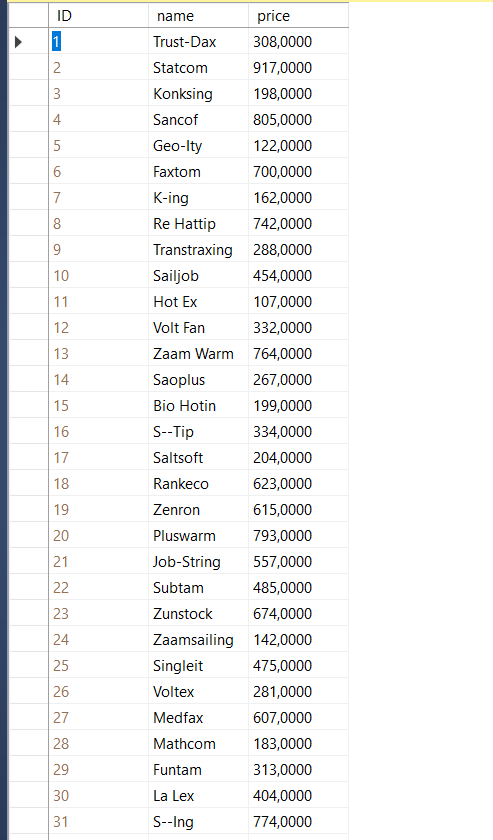 ID name price
1 Trust-Dax 308,0000
2 Statcom 917,0000
3 Konksing 198,0000
4 Sancof 805,0000
5 Geo-Ity 122,0000
6 Faxtom 700,0000
7 K-ing 162,0000
8 Re Hattip 742,0000
9 Transtraxing 288,0000
10 Sailjob 454,0000
11 Hot Ex 107,0000
12 Volt Fan 332,0000
13 Zaam Warm 764,0000
14 Saoplus 267,0000
15 Bio Hotin 199,0000
16 S--Tip 334,0000
17 Saltsoft 204,0000
18 Rankeco 623,0000
19 Zenron 615,0000
20 Pluswarm 793,0000
21 Job-String 557,0000
22 Subtam 485,0000
23 Zunstock 674,0000
24 Zaamsailing 142,0000
25 Singleit 475,0000
26 Voltex 281,0000
27 Medfax 607,0000
28 Mathcom 183,0000
29 Funtam 313,0000
30 La Lex 404,0000
31 S--Ing 774,0000